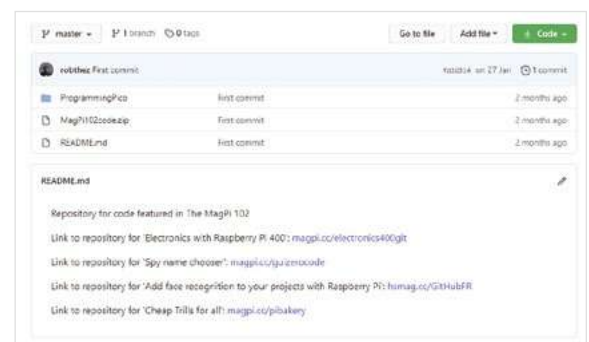 master 1 branch 0 tags Go to file Add file Code
robthez First commit on 27 Jan 1 commit
ProgrammingPico First commit 2 months ago
MagPi102code.zip First commit 2 months ago
README.md First commit 2 months ago
README.md
Repository for code featured in The MagPi 102
Link to repository for 'Electronics with Raspberry Pi 400': magpi.cc/electronics400git
Link to repository for 'Spy name chooser': magpi.cc/guizerocode
Link to repository for 'Add face recognition to your projects with Raspberry Pi': hsmag.cc/GitHubFR
Link to repository for 'Cheap Trills for all': magpi.cc/pibakery